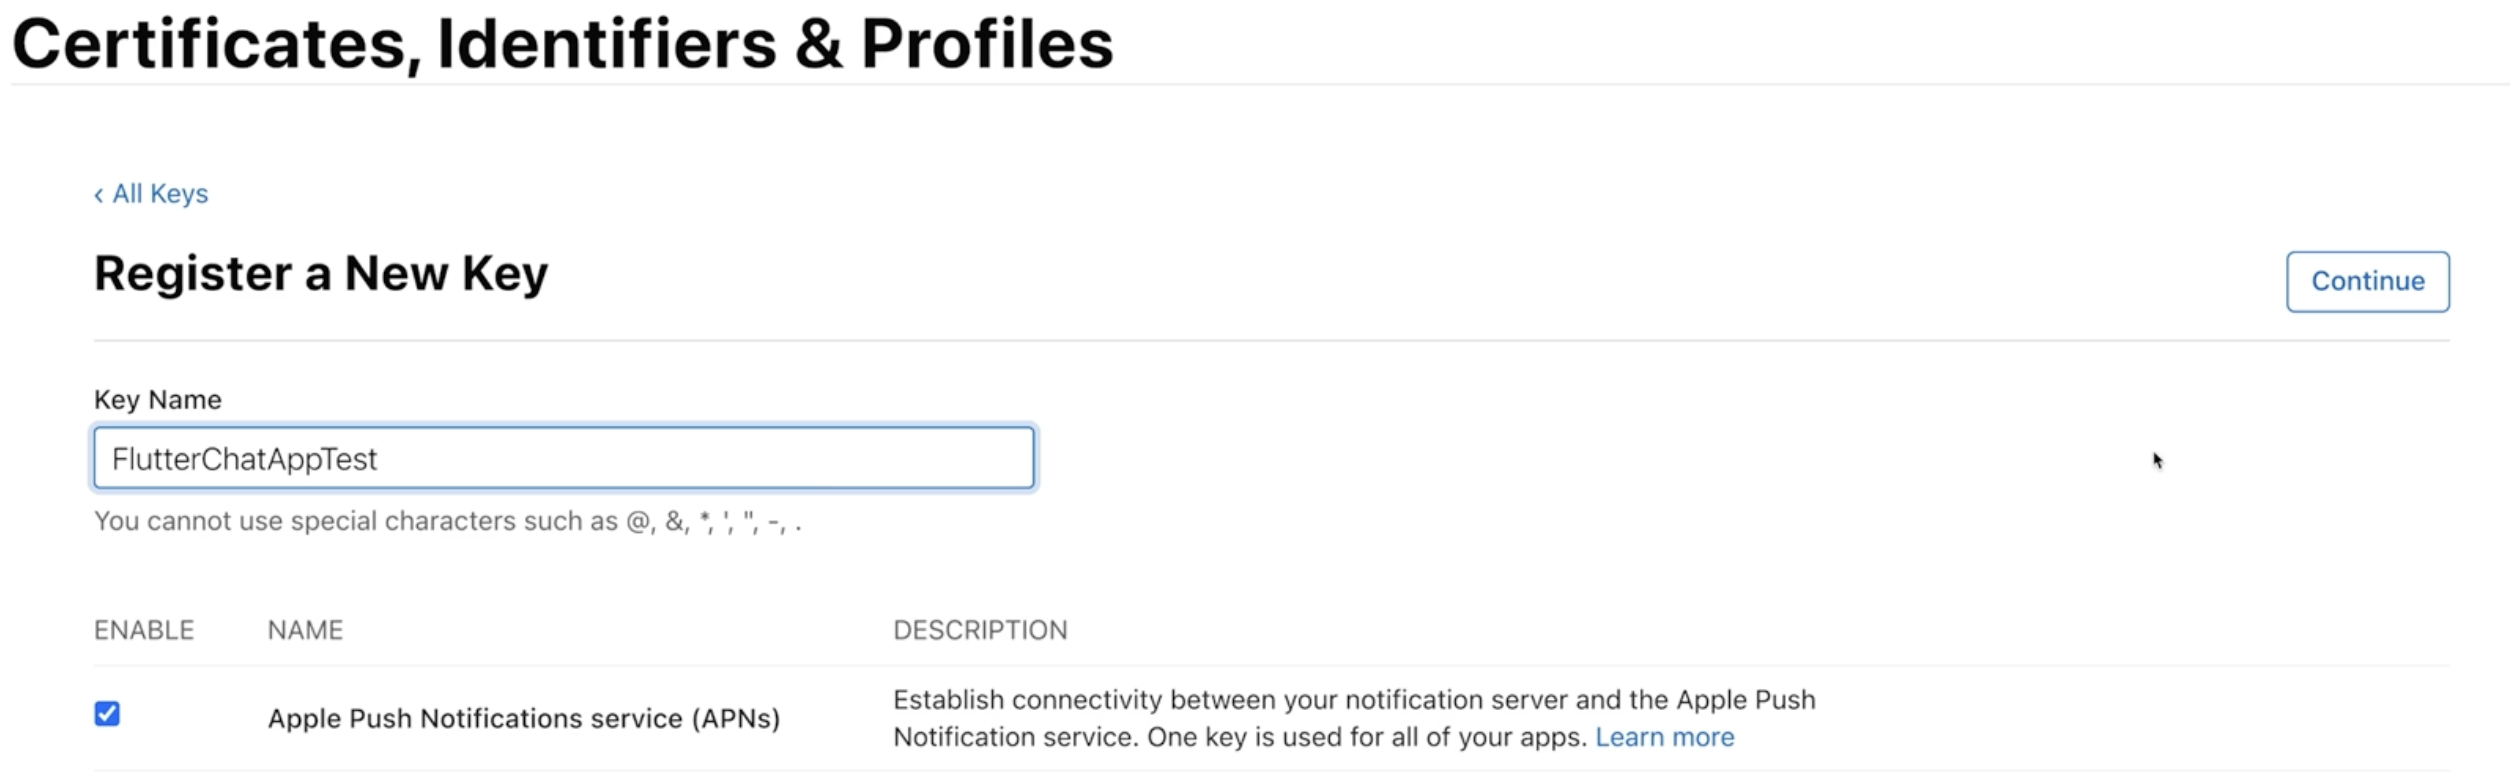 Certificates, Identifiers & Profiles
‹ All Keys
Register a New Key
Continue
Key Name
FlutterChatAppTest
You cannot use special characters such as @, &, *, ', ", -, .
ENABLE NAME DESCRIPTION
Apple Push Notifications service (APNs)
Establish connectivity between your notification server and the Apple Push
Notification service. One key is used for all of your apps. Learn more